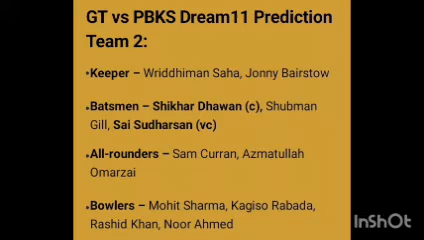 GT vs PBKS Dream11 Prediction
Team 2:
•Keeper – Wriddhiman Saha, Jonny Bairstow
•Batsmen – Shikhar Dhawan (c), Shubman
Gill, Sai Sudharsan (vc)
•All-rounders – Sam Curran, Azmatullah
Omarzai
•Bowlers – Mohit Sharma, Kagiso Rabada,
Rashid Khan, Noor Ahmed
InShOt